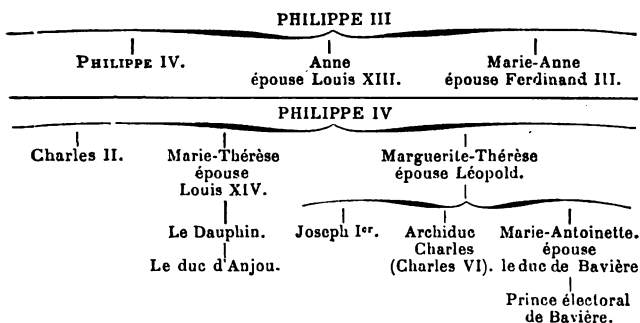 PHILIPPE III
PHILIPPE IV. Anne Marie-Anne
épouse Louis XIII. épouse Ferdinand III.
PHILIPPE IV
Charles II. Marie-Thérèse Marguerite-Thérèse
épouse épouse Léopold.
Louis XIV.
Le Dauphin. Joseph Ier. Archiduc Marie-Antoinette.
Charles épouse
Le duc d'Anjou. (Charles VI). le duc de Bavière
Prince électoral
de Bavière.